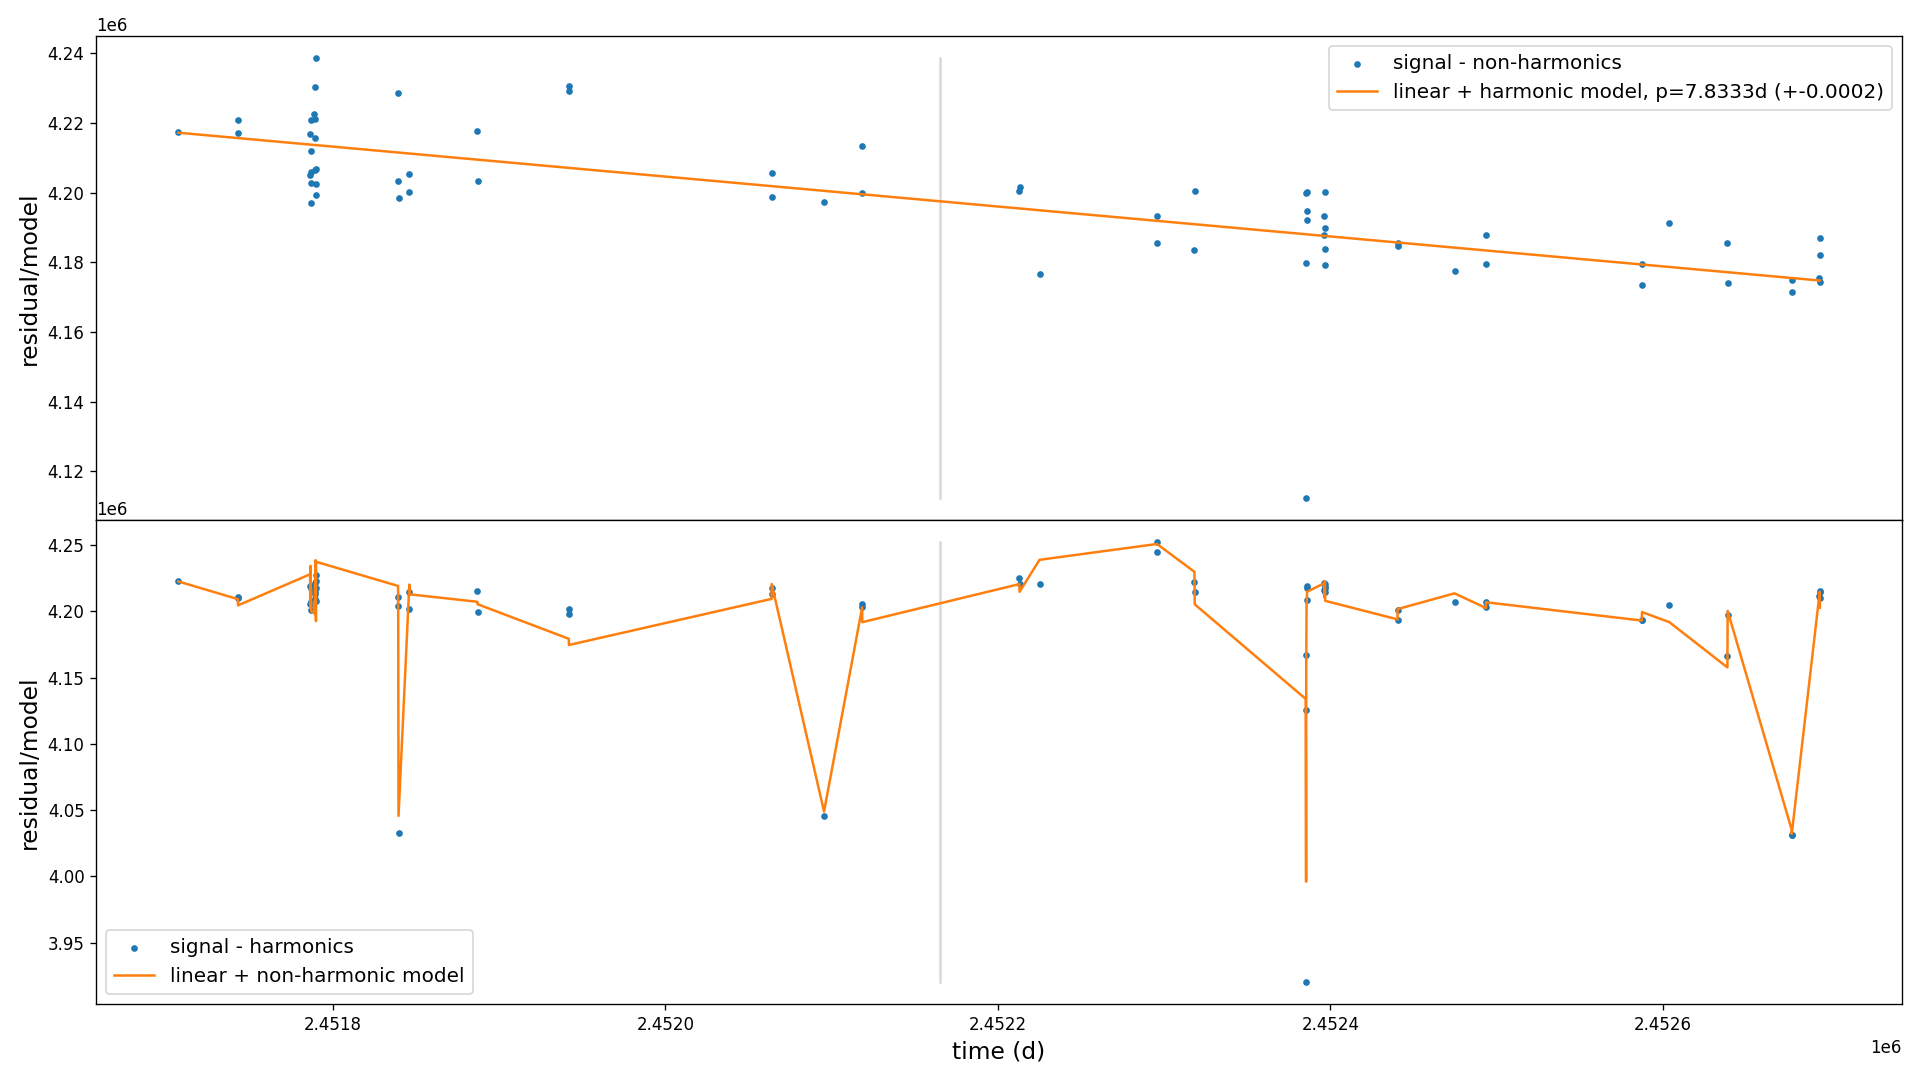 1e6
4.24
4.22
4.20
4.18
4.16
4.14
4.12
residual/model
signal - non-harmonics
linear + harmonic model, p=7.8333d (+-0.0002)
1e6
4.25
4.20
4.15
4.10
4.05
4.00
3.95
residual/model
signal - harmonics
linear + non-harmonic model
2.4518
2.4520
2.4522
2.4524
2.4526
time (d)
1e6